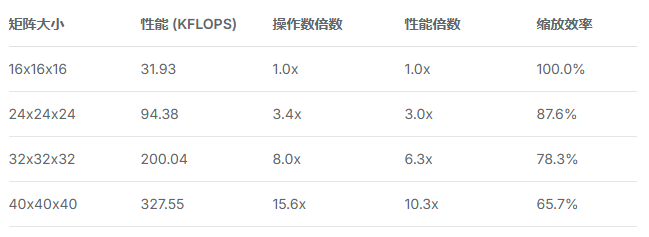 矩阵大小 性能 (KFLOPS) 操作数倍数 性能倍数 缩放效率
16x16x16 31.93 1.0x 1.0x 100.0%
24x24x24 94.38 3.4x 3.0x 87.6%
32x32x32 200.04 8.0x 6.3x 78.3%
40x40x40 327.55 15.6x 10.3x 65.7%